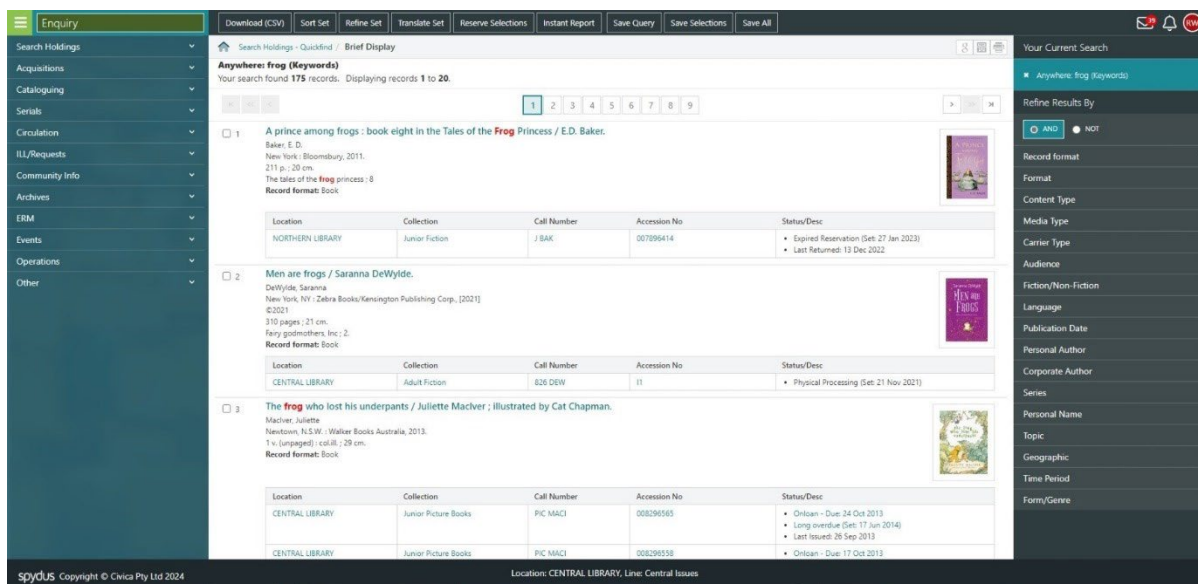 Enquiry
Download (CSV) Sort Set Refine Set Translate Set Reserve Selections Instant Report Save Query Save Selections Save All
39
RW
Search Holdings
Acquisitions
Cataloguing
Serials
Circulation
ILL/Requests
Community Info
Archives
ERM
Events
Operations
Other
Search Holdings - Quickfind / Brief Display
Anywhere: frog (Keywords)
Your search found 175 records. Displaying records 1 to 20.
1 2 3 4 5 6 7 8 9
1 A prince among frogs : book eight in the Tales of the Frog Princess / E.D. Baker.
Baker, E. D.
New York : Bloomsbury, 2011.
211 p. ; 20 cm.
The tales of the frog princess ; 8
Record format: Book
Location Collection Call Number Accession No Status/Desc
NORTHERN LIBRARY Junior Fiction J BAK 007896414 • Expired Reservation (Set: 27 Jan 2023)
• Last Returned: 13 Dec 2022
2 Men are frogs / Saranna DeWylde.
DeWylde, Saranna
New York, NY : Zebra Books/Kensington Publishing Corp., [2021]
©2021
310 pages ; 21 cm.
Fairy godmothers, Inc ; 2.
Record format: Book
MEN ARE
FROGS
Location Collection Call Number Accession No Status/Desc
CENTRAL LIBRARY Adult Fiction 826 DEW I1 • Physical Processing (Set: 21 Nov 2021)
3 The frog who lost his underpants / Juliette MacIver ; illustrated by Cat Chapman.
MacIver, Juliette
Newtown, N.S.W. : Walker Books Australia, 2013.
1 v. (unpaged) : col.ill. ; 29 cm.
Record format: Book
Location Collection Call Number Accession No Status/Desc
CENTRAL LIBRARY Junior Picture Books PIC MACI 008296565 • Onloan - Due: 24 Oct 2013
• Long overdue (Set: 17 Jun 2014)
• Last Issued: 26 Sep 2013
CENTRAL LIBRARY Junior Picture Books PIC MACI 008296558 • Onloan - Due: 17 Oct 2013
Your Current Search
Anywhere: frog (Keywords)
Refine Results By
AND NOT
Record format
Format
Content Type
Media Type
Carrier Type
Audience
Fiction/Non-Fiction
Language
Publication Date
Personal Author
Corporate Author
Series
Personal Name
Topic
Geographic
Time Period
Form/Genre
spydus Copyright © Civica Pty Ltd 2024
Location: CENTRAL LIBRARY, Line: Central Issues